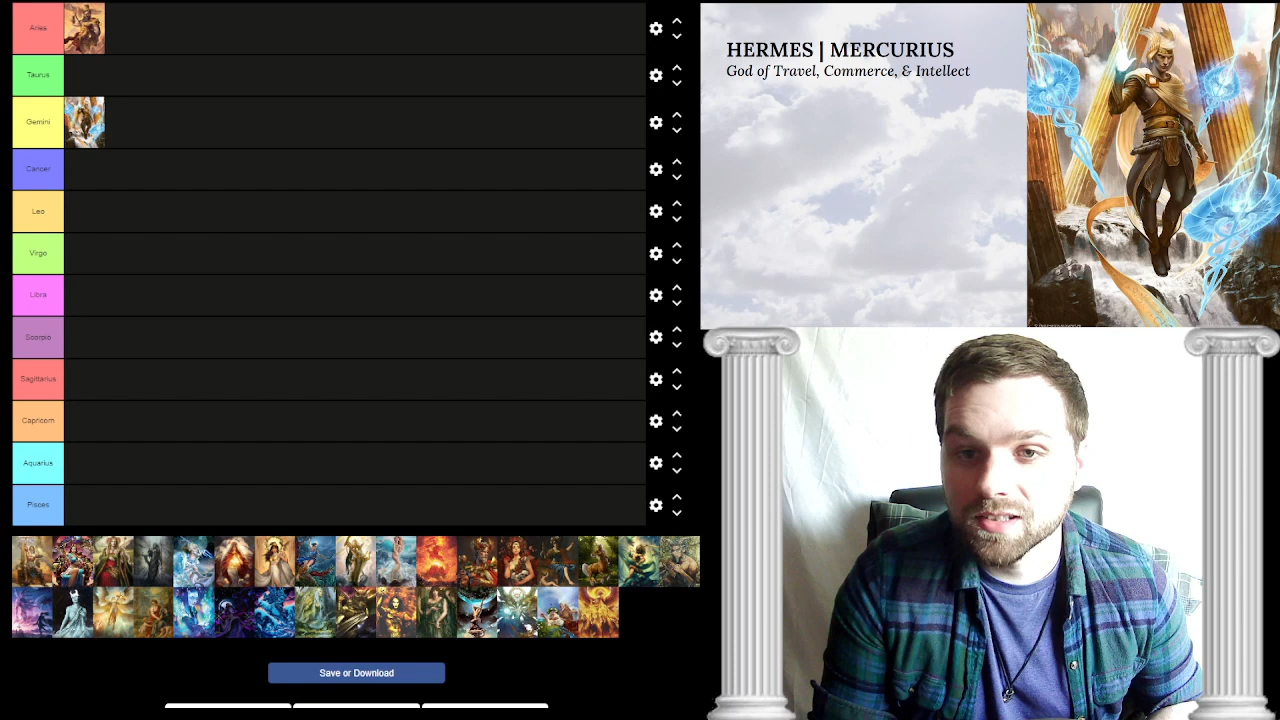 Aries
Taurus
Gemini
Cancer
Leo
Virgo
Libra
Scorpio
Sagittarius
Capricorn
Aquarius
Pisces
Save or Download
HERMES | MERCURIUS
God of Travel, Commerce, & Intellect